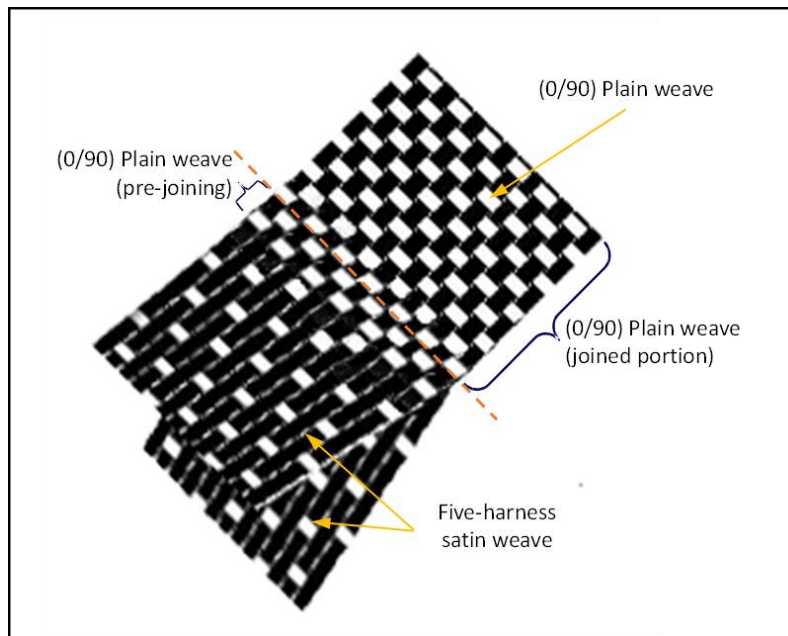 (0/90) Plain weave
(0/90) Plain weave
(pre-joining)
(0/90) Plain weave
(joined portion)
Five-harness
satin weave